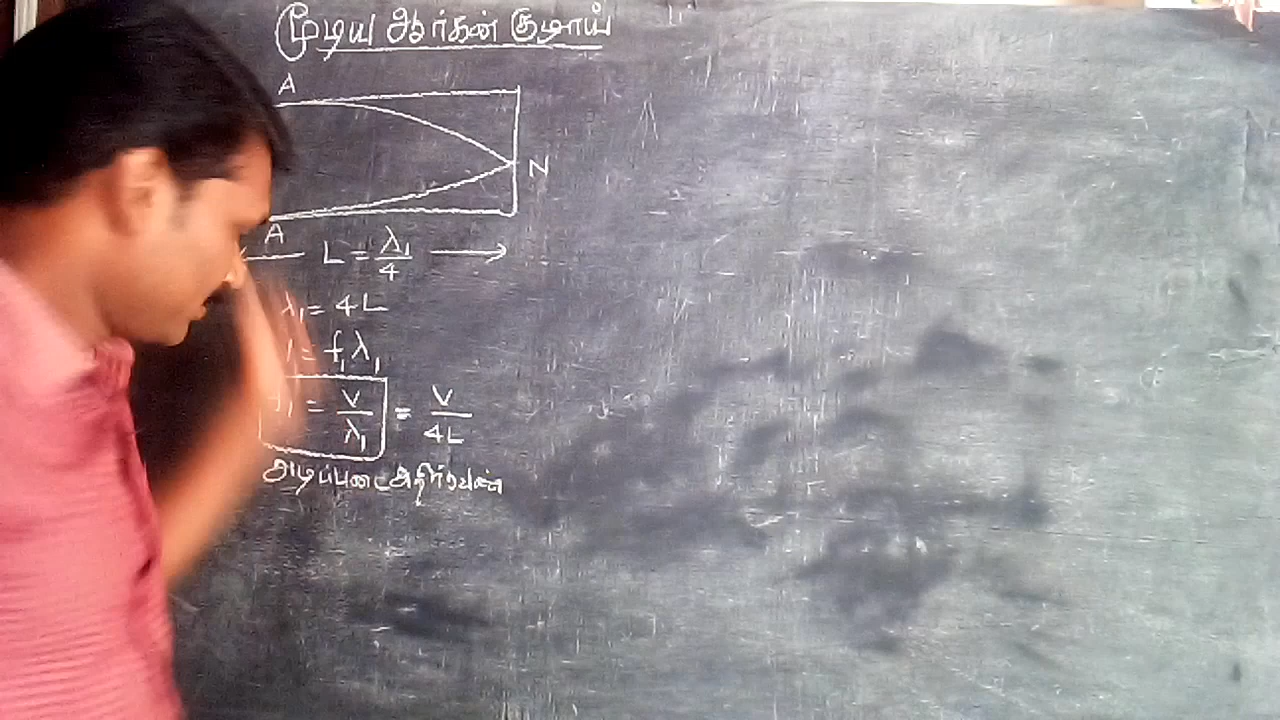 மூடிய ஆர்கன் குழாய்
A
N
A
L = λ₁/4
λ₁ = 4L
= f₁λ₁
= V/λ₁ = V/4L
அடிப்படை அதிர்வெண்